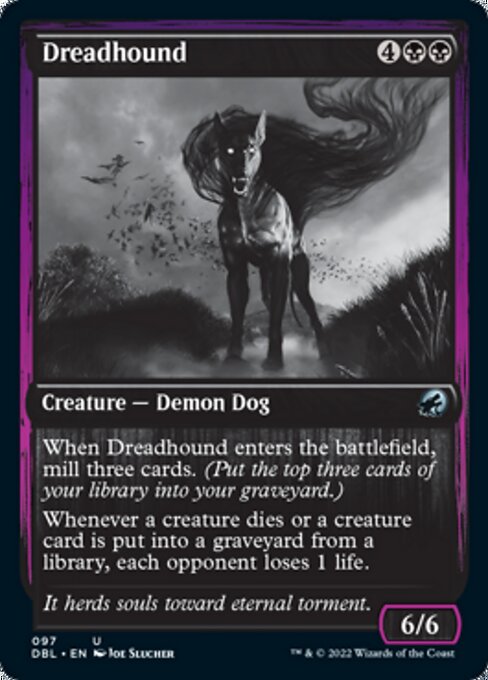 Dreadhound 4
Creature — Demon Dog
When Dreadhound enters the battlefield,
mill three cards. (Put the top three cards of
your library into your graveyard.)
Whenever a creature dies or a creature
card is put into a graveyard from a
library, each opponent loses 1 life.
It herds souls toward eternal torment.
6/6
097 U
DBL • EN Joe Slucher
™ & © 2022 Wizards of the Coast